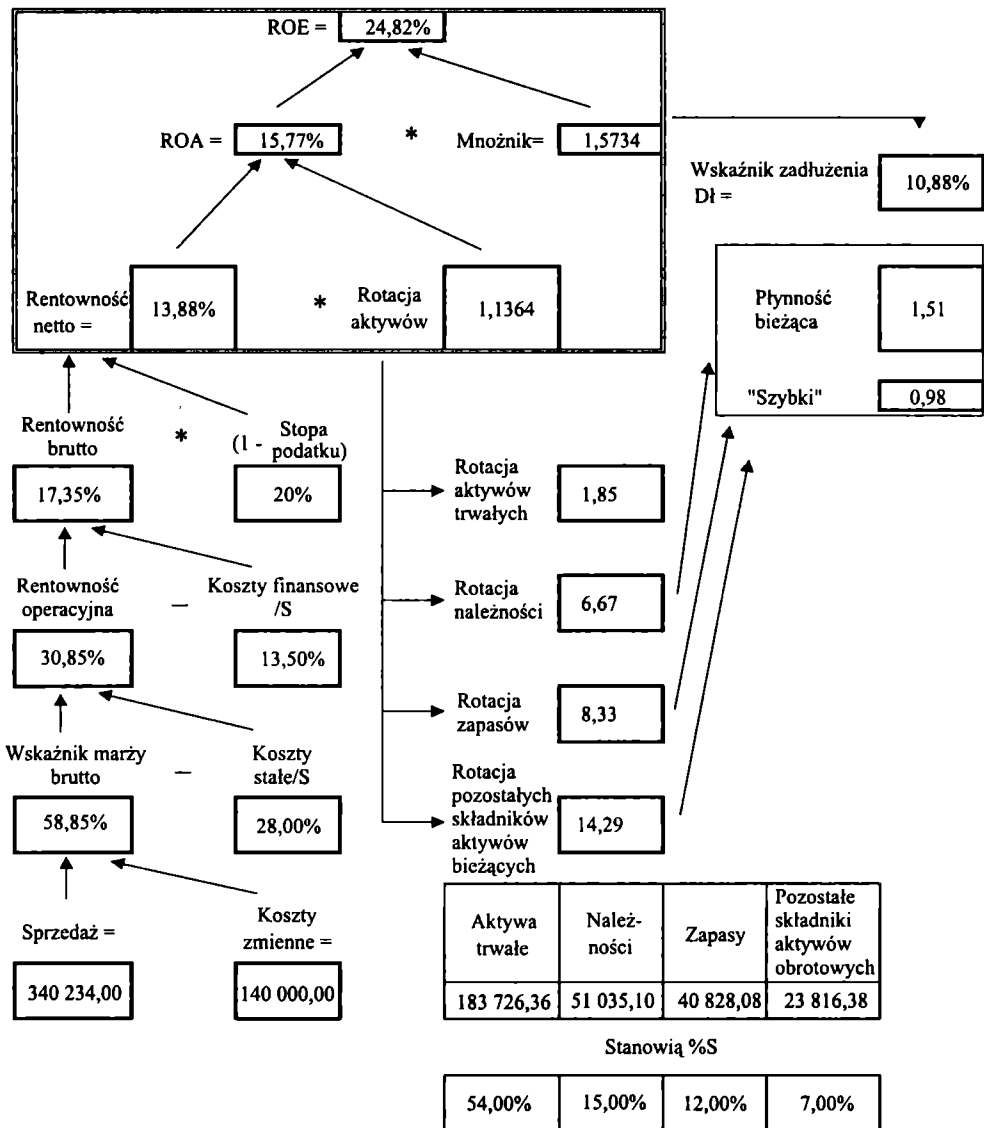 ROE = 24,82%
ROA = 15,77% * Mnożnik= 1,5734
Wskaźnik zadłużenia
Dł = 10,88%
Rentowność
netto = 13,88% * Rotacja
aktywów 1,1364
Płynność
bieżąca 1,51
"Szybki" 0,98
Rentowność
brutto * (1 - Stopa
podatku)
17,35% 20%
Rotacja
aktywów
trwałych 1,85
Rentowność
operacyjna – Koszty finansowe
/S
30,85% 13,50%
Rotacja
należności 6,67
Rotacja
zapasów 8,33
Wskaźnik marży
brutto – Koszty
stałe/S
58,85% 28,00%
Rotacja
pozostałych
składników
aktywów
bieżących 14,29
Sprzedaż = Koszty
zmienne =
340 234,00 140 000,00
Aktywa
trwałe
Należ-
ności
Zapasy
Pozostałe
składniki
aktywów
obrotowych
183 726,36 51 035,10 40 828,08 23 816,38
Stanowią %S
54,00% 15,00% 12,00% 7,00%